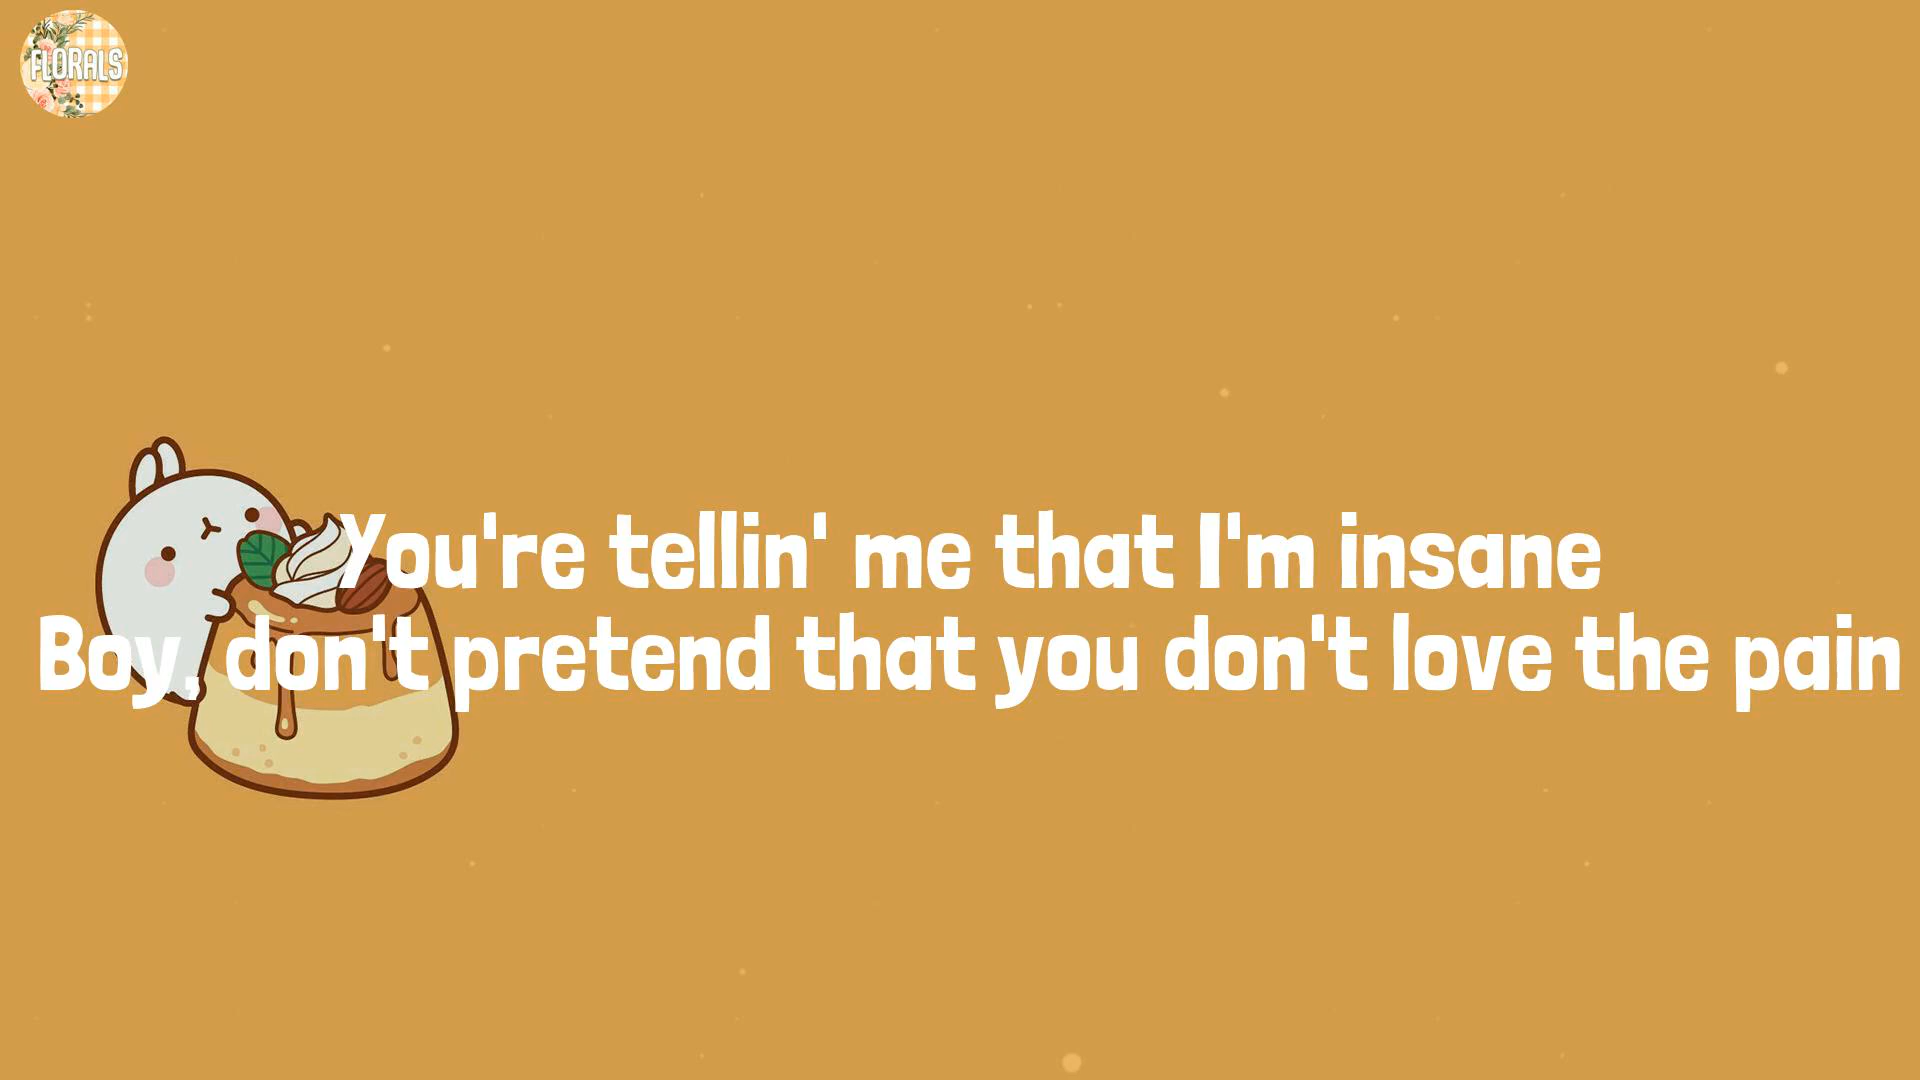 FLORALS
You're tellin' me that I'm insane
Boy, don't pretend that you don't love the pain